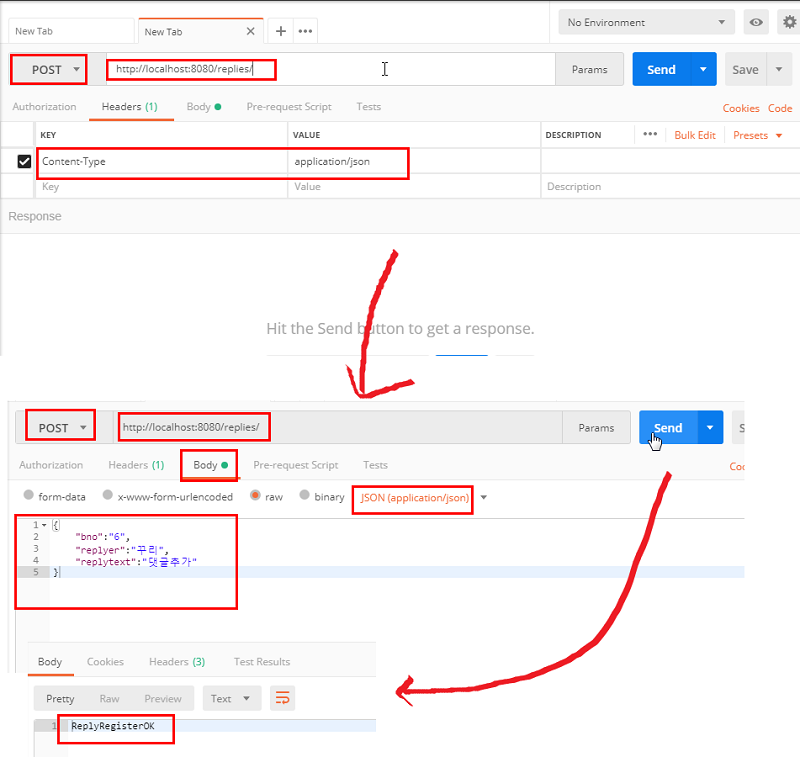 New Tab
New Tab
No Environment
POST
http://localhost:8080/replies/
Params
Send
Save
Authorization
Headers (1)
Body
Pre-request Script
Tests
Cookies
Code
KEY
VALUE
DESCRIPTION
Bulk Edit
Presets
Content-Type
application/json
Key
Value
Description
Response
Hit the Send button to get a response.
POST
http://localhost:8080/replies/
Params
Send
S
Authorization
Headers (1)
Body
Pre-request Script
Tests
Coo
form-data
x-www-form-urlencoded
raw
binary
JSON (application/json)
1 {
2 "bno":"6",
3 "replyer":"꾸리",
4 "replytext":"댓글추가"
5 }
Body
Cookies
Headers (3)
Test Results
Pretty
Raw
Preview
Text
1 ReplyRegisterOK